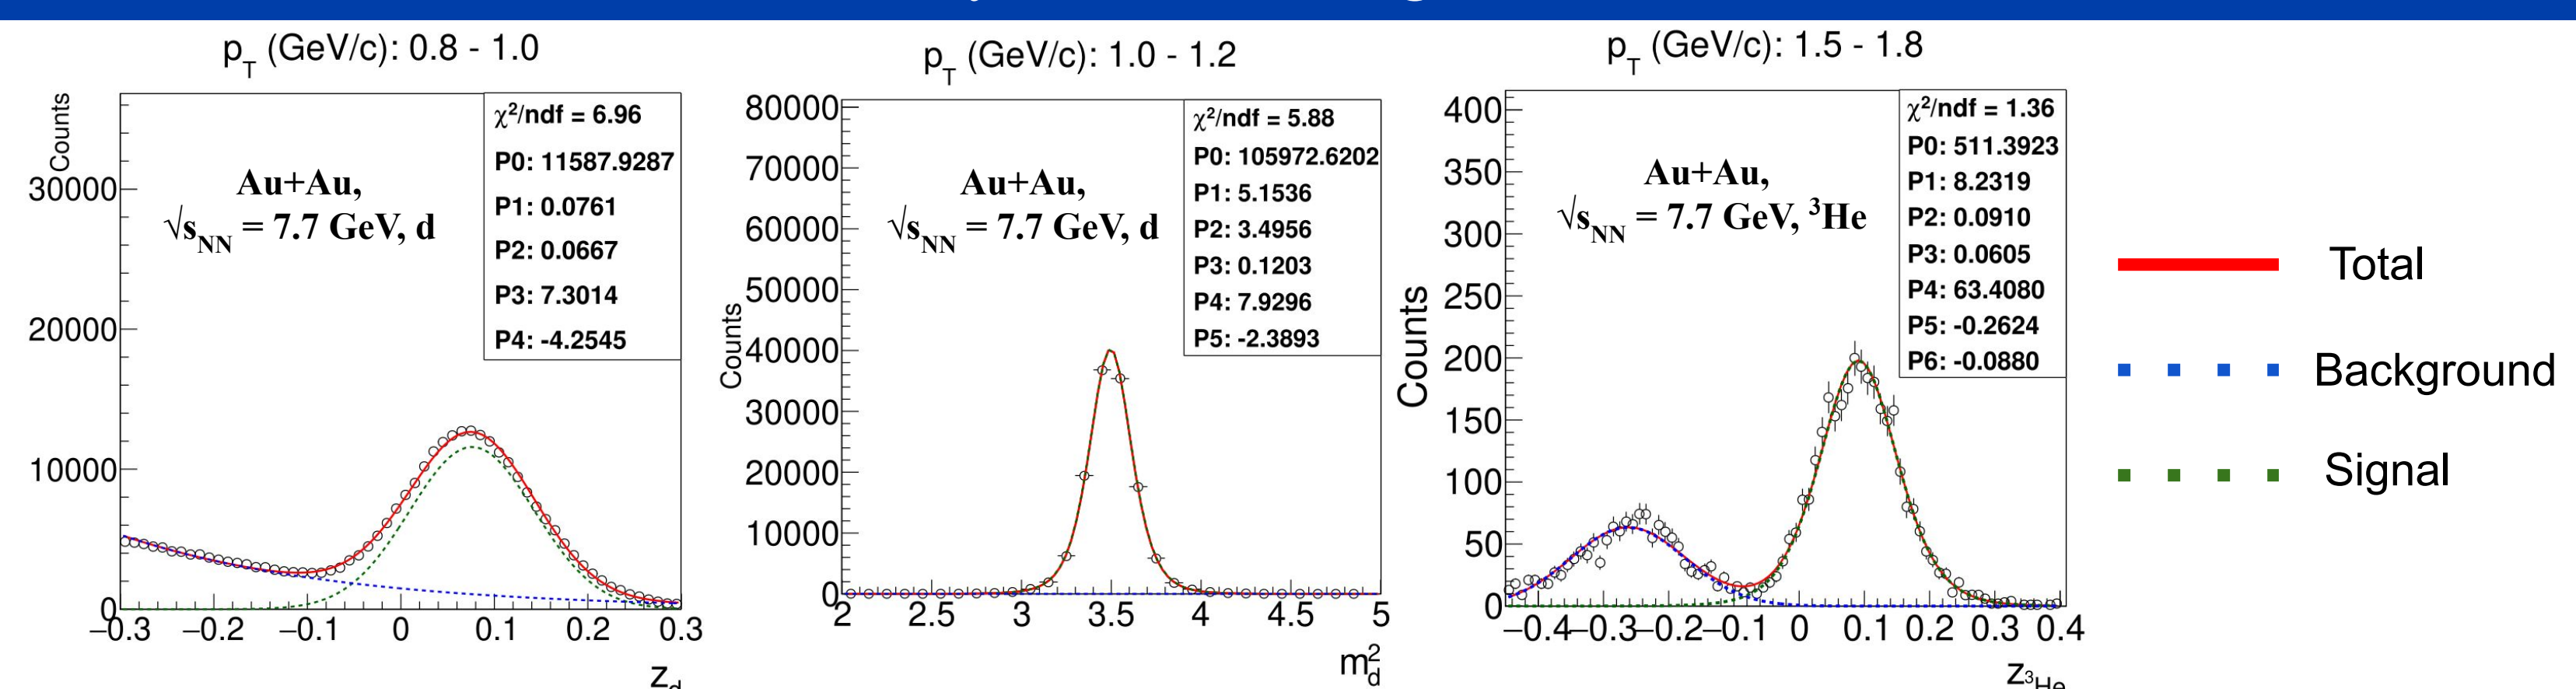 p_T (GeV/c): 0.8 - 1.0
Counts
χ²/ndf = 6.96
P0: 11587.9287
P1: 0.0761
P2: 0.0667
P3: 7.3014
P4: -4.2545
Au+Au,
√s_NN = 7.7 GeV, d
30000
20000
10000
0
−0.3 −0.2 −0.1 0 0.1 0.2 0.3
z_d
p_T (GeV/c): 1.0 - 1.2
Counts
χ²/ndf = 5.88
P0: 105972.6202
P1: 5.1536
P2: 3.4956
P3: 0.1203
P4: 7.9296
P5: -2.3893
Au+Au,
√s_NN = 7.7 GeV, d
80000
70000
60000
50000
40000
30000
20000
10000
0
2 2.5 3 3.5 4 4.5 5
m²_d
p_T (GeV/c): 1.5 - 1.8
Counts
χ²/ndf = 1.36
P0: 511.3923
P1: 8.2319
P2: 0.0910
P3: 0.0605
P4: 63.4080
P5: -0.2624
P6: -0.0880
Au+Au,
√s_NN = 7.7 GeV, ³He
400
350
300
250
200
150
100
50
0
−0.4 −0.3 −0.2 −0.1 0 0.1 0.2 0.3 0.4
z_³He
Total
Background
Signal